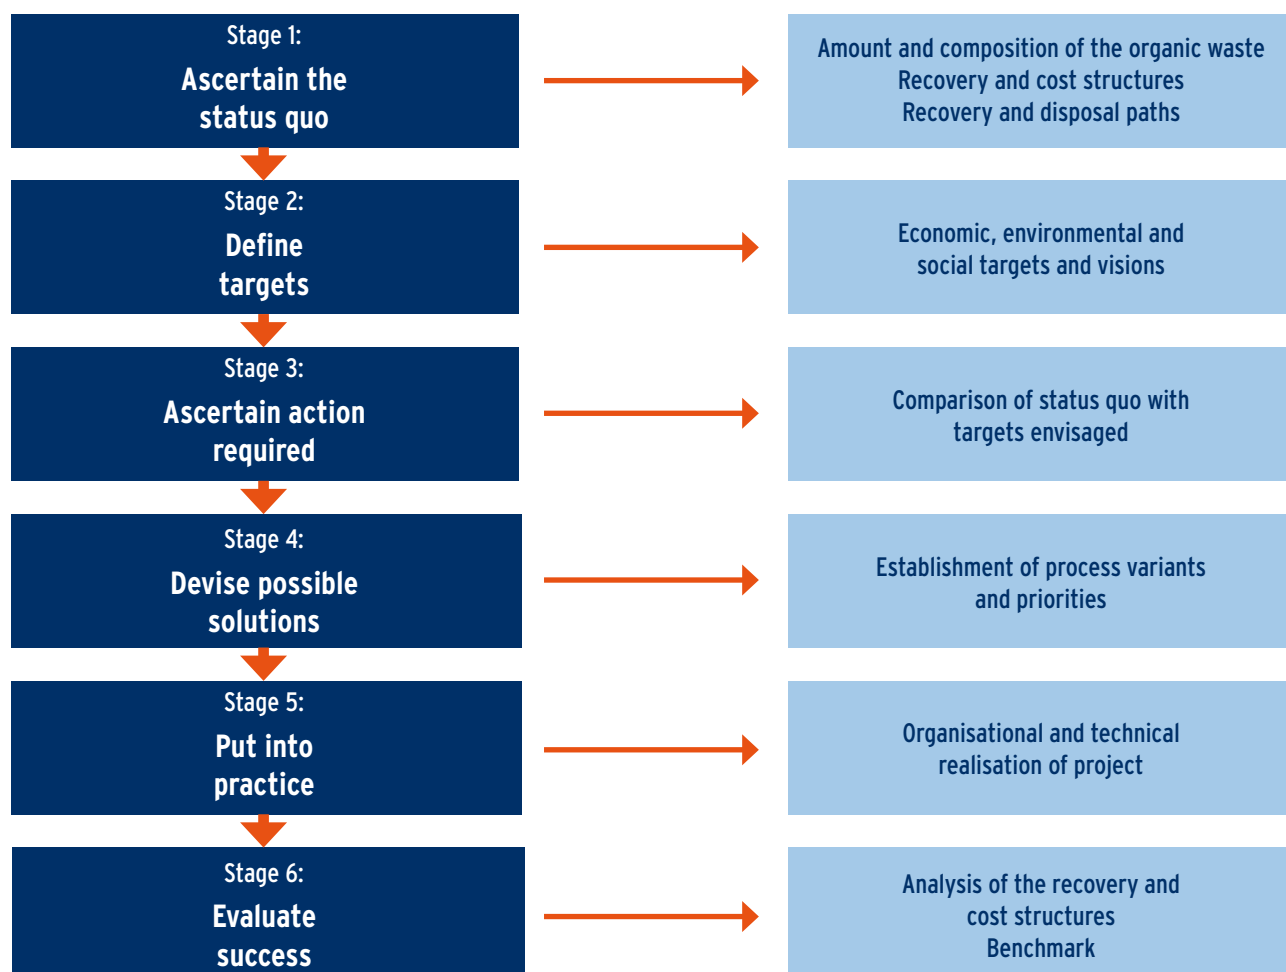 Stage 1:
Ascertain the
status quo
Amount and composition of the organic waste
Recovery and cost structures
Recovery and disposal paths
Stage 2:
Define
targets
Economic, environmental and
social targets and visions
Stage 3:
Ascertain action
required
Comparison of status quo with
targets envisaged
Stage 4:
Devise possible
solutions
Establishment of process variants
and priorities
Stage 5:
Put into
practice
Organisational and technical
realisation of project
Stage 6:
Evaluate
success
Analysis of the recovery and
cost structures
Benchmark